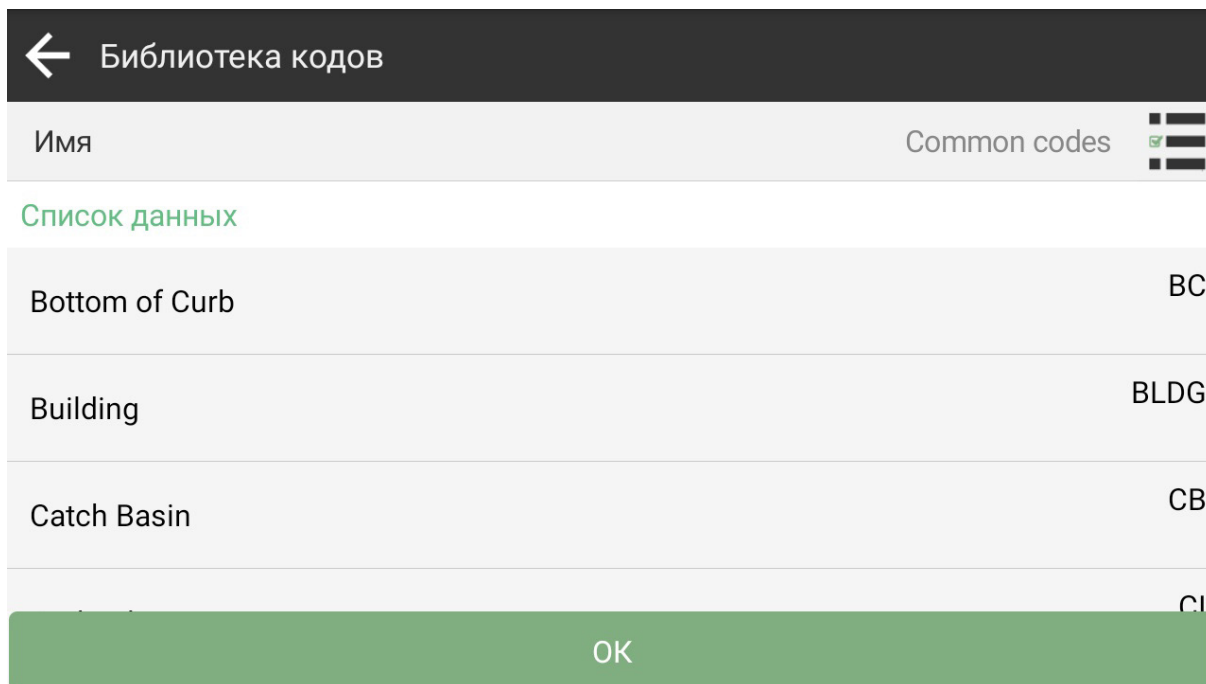 Библиотека кодов
Имя Common codes
Список данных
Bottom of Curb BC
Building BLDG
Catch Basin CB
OK